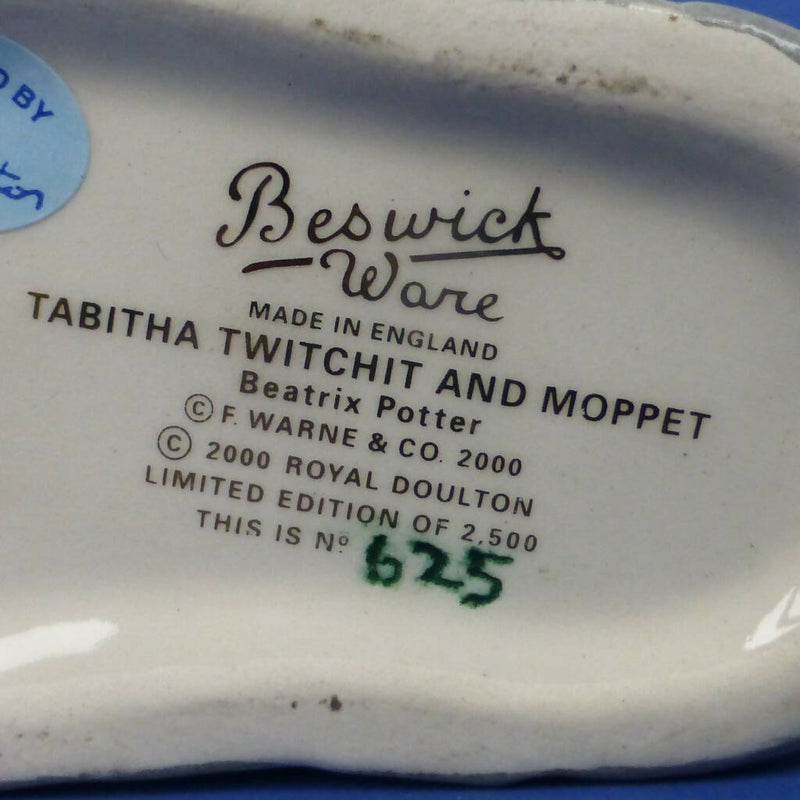 D BY
Beswick
Ware
MADE IN ENGLAND
TABITHA TWITCHIT AND MOPPET
Beatrix Potter
© F. WARNE & CO. 2000
© 2000 ROYAL DOULTON
LIMITED EDITION OF 2,500
THIS IS Nº 625